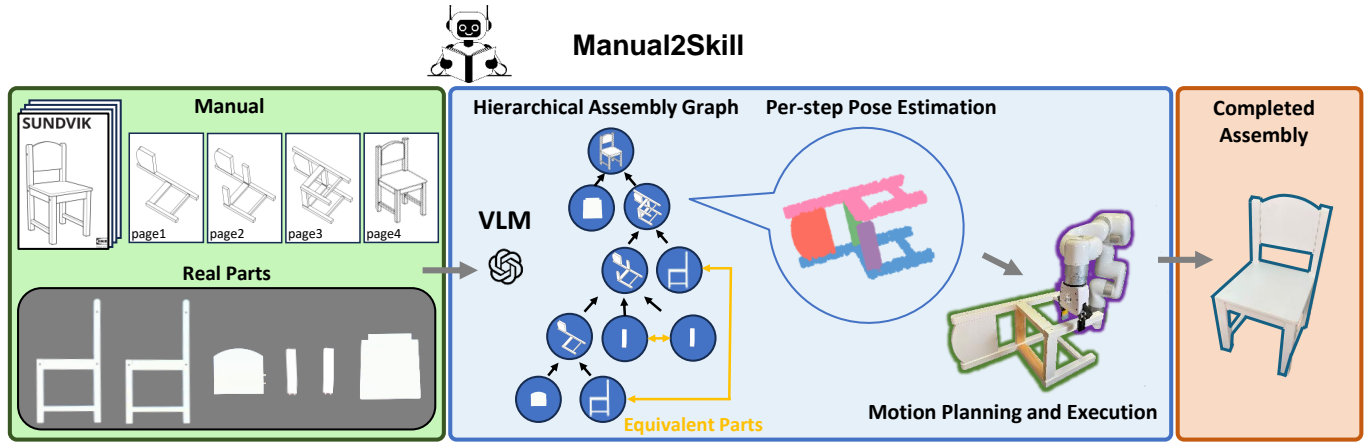 Manual2Skill
Manual
SUNDVIK
page1
page2
page3
page4
Real Parts
Hierarchical Assembly Graph
VLM
Equivalent Parts
Per-step Pose Estimation
Motion Planning and Execution
Completed
Assembly